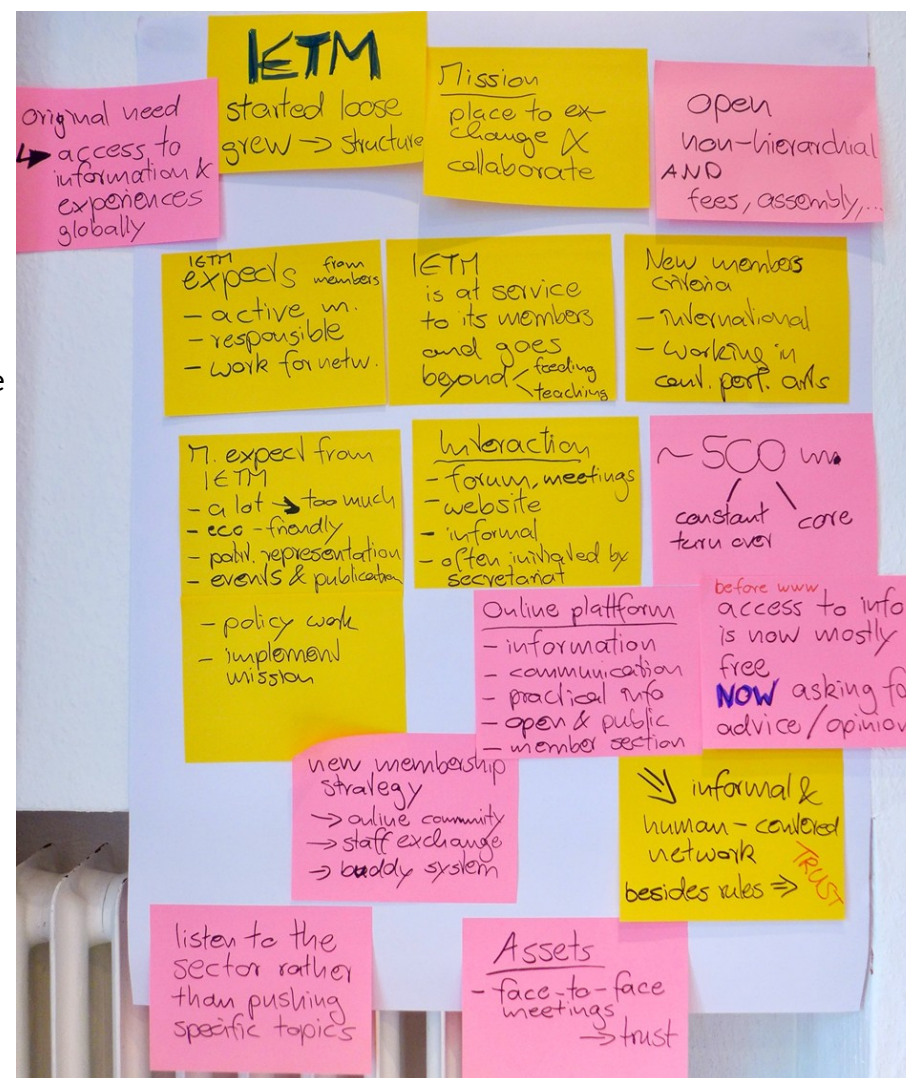 IETM
started loose
grew → structure
Mission
place to ex-
change &
collaborate
open
non-hierarchial
AND
fees, assembly,...
original need
↳ access to
information &
experiences
globally
IETM
expects from
members
- active m.
- responsible
- work for netw.
IETM
is at service
to its members
and goes
beyond < feeding
teaching
New members
criteria
- international
- working in
cont. perf. arts
M. expect from
IETM
- a lot → too much
- eco-friendly
- polit. representation
- events & publication
- policy work
- implement
mission
Interaction
- forum, meetings
- website
- informal
- often initiated by
secretariat
~ 500 m.
constant core
turn over
Online plattform
- information
- communication
- practical info
- open & public
- member section
before www
access to info
is now mostly
free
NOW asking fo
advice/opinion
new membership
strategy
→ online community
→ staff exchange
→ buddy system
informal &
human-centered
network
besides rules ⇒ TRUST
listen to the
sector rather
than pushing
specific topics
Assets
- face-to-face
meetings
→ trust
e